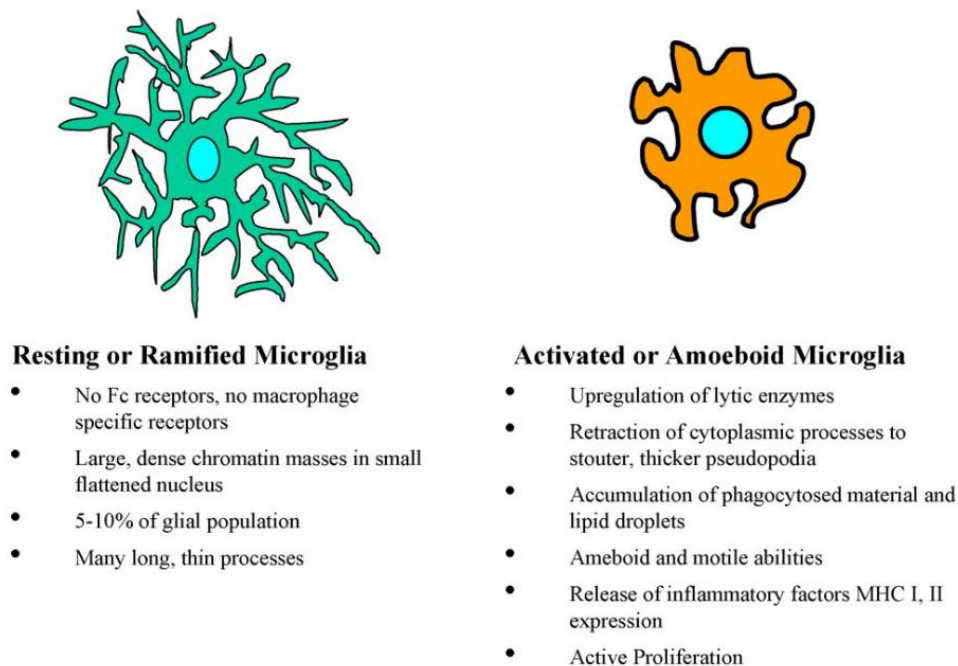 Resting or Ramified Microglia
• No Fc receptors, no macrophage
specific receptors
• Large, dense chromatin masses in small
flattened nucleus
• 5-10% of glial population
• Many long, thin processes
Activated or Amoeboid Microglia
• Upregulation of lytic enzymes
• Retraction of cytoplasmic processes to
stouter, thicker pseudopodia
• Accumulation of phagocytosed material and
lipid droplets
• Ameboid and motile abilities
• Release of inflammatory factors MHC I, II
expression
• Active Proliferation